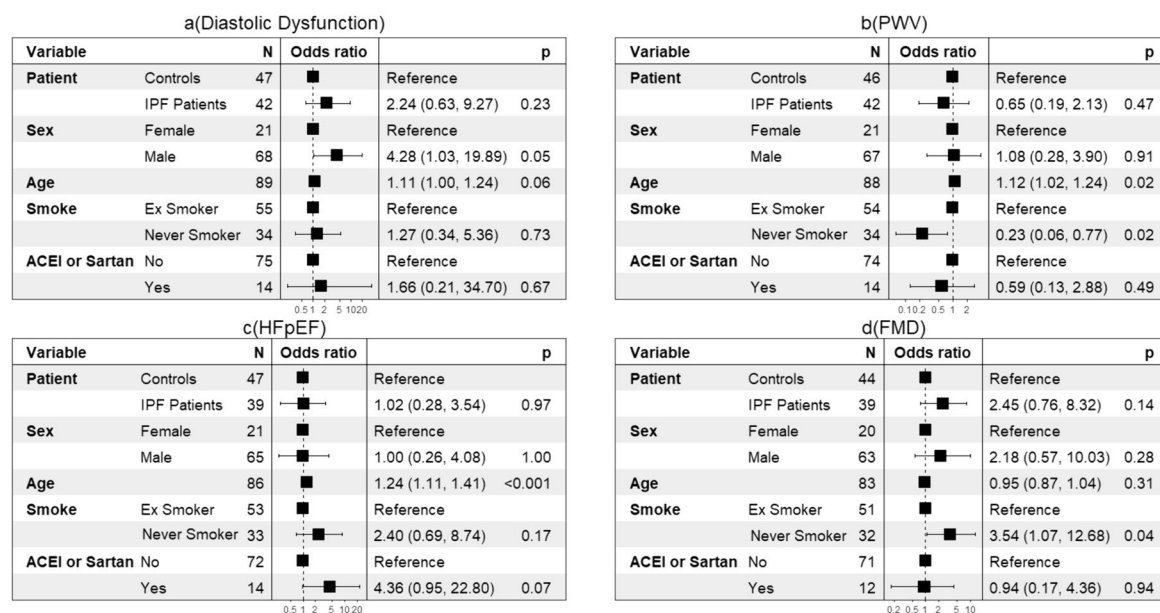 a(Diastolic Dysfunction)
Variable N Odds ratio p
Patient Controls 47 Reference
IPF Patients 42 2.24 (0.63, 9.27) 0.23
Sex Female 21 Reference
Male 68 4.28 (1.03, 19.89) 0.05
Age 89 1.11 (1.00, 1.24) 0.06
Smoke Ex Smoker 55 Reference
Never Smoker 34 1.27 (0.34, 5.36) 0.73
ACEI or Sartan No 75 Reference
Yes 14 1.66 (0.21, 34.70) 0.67
0.5 1 2 5 10 20
b(PWV)
Variable N Odds ratio p
Patient Controls 46 Reference
IPF Patients 42 0.65 (0.19, 2.13) 0.47
Sex Female 21 Reference
Male 67 1.08 (0.28, 3.90) 0.91
Age 88 1.12 (1.02, 1.24) 0.02
Smoke Ex Smoker 54 Reference
Never Smoker 34 0.23 (0.06, 0.77) 0.02
ACEI or Sartan No 74 Reference
Yes 14 0.59 (0.13, 2.88) 0.49
0.10 0.2 0.5 1 2
c(HFpEF)
Variable N Odds ratio p
Patient Controls 47 Reference
IPF Patients 39 1.02 (0.28, 3.54) 0.97
Sex Female 21 Reference
Male 65 1.00 (0.26, 4.08) 1.00
Age 86 1.24 (1.11, 1.41) <0.001
Smoke Ex Smoker 53 Reference
Never Smoker 33 2.40 (0.69, 8.74) 0.17
ACEI or Sartan No 72 Reference
Yes 14 4.36 (0.95, 22.80) 0.07
0.5 1 2 5 10 20
d(FMD)
Variable N Odds ratio p
Patient Controls 44 Reference
IPF Patients 39 2.45 (0.76, 8.32) 0.14
Sex Female 20 Reference
Male 63 2.18 (0.57, 10.03) 0.28
Age 83 0.95 (0.87, 1.04) 0.31
Smoke Ex Smoker 51 Reference
Never Smoker 32 3.54 (1.07, 12.68) 0.04
ACEI or Sartan No 71 Reference
Yes 12 0.94 (0.17, 4.36) 0.94
0.2 0.5 1 2 5 10